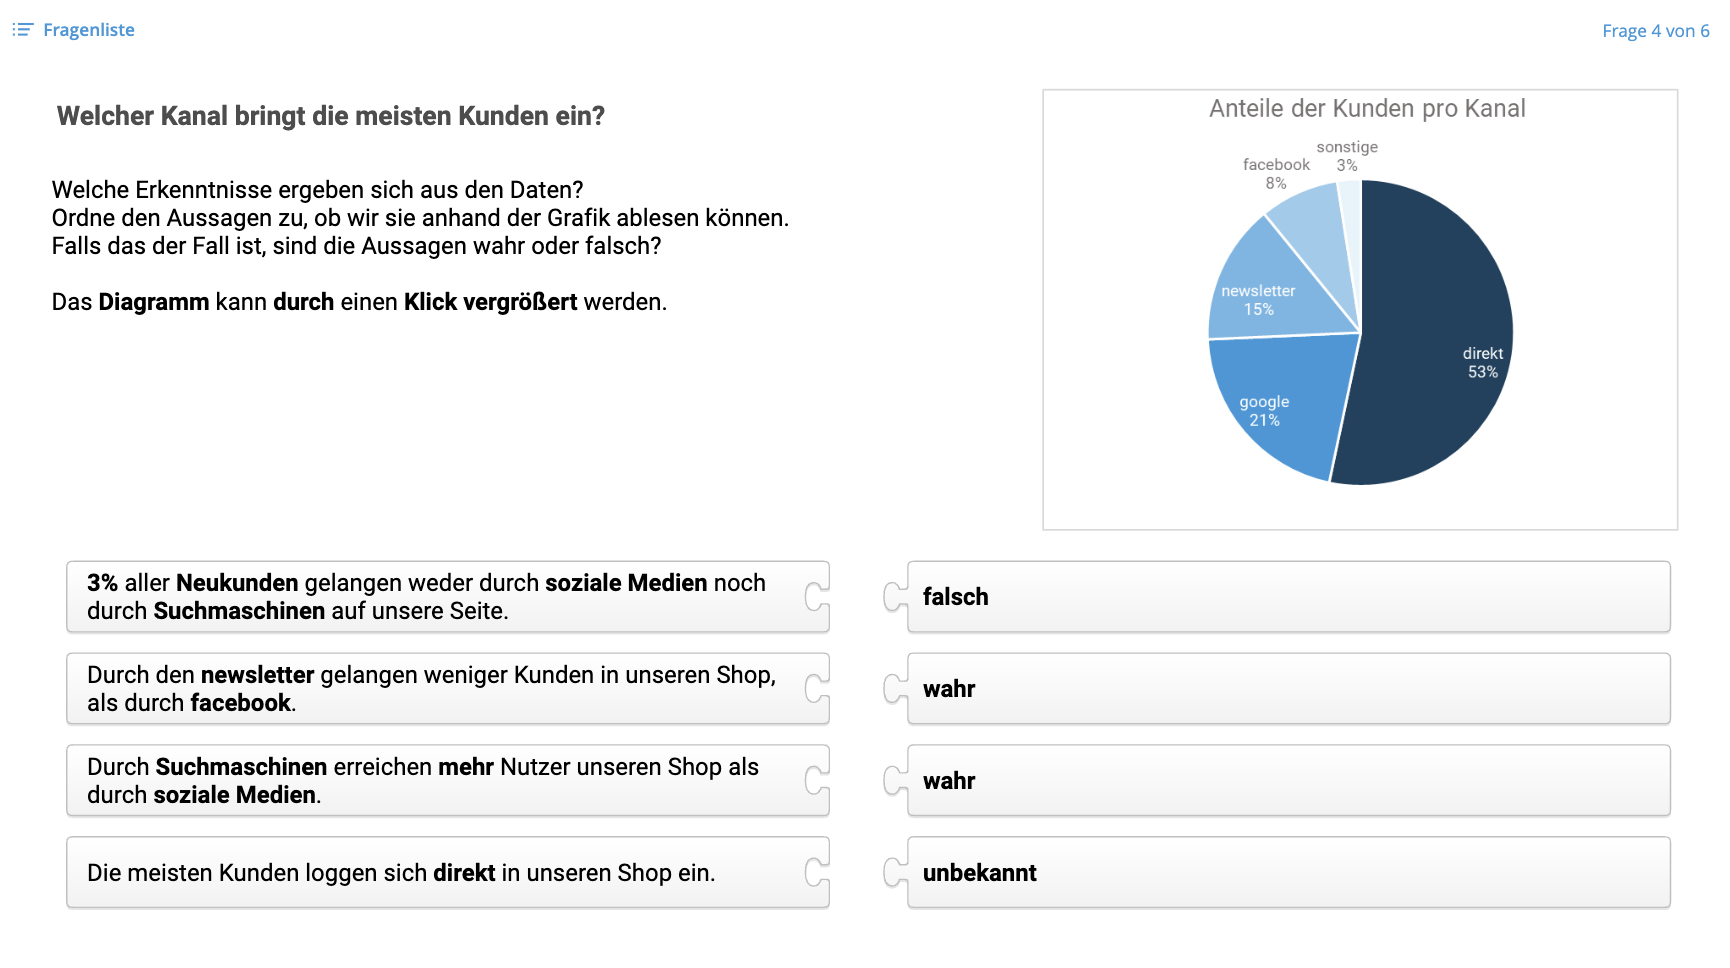 Fragenliste
Frage 4 von 6
Welcher Kanal bringt die meisten Kunden ein?
Welche Erkenntnisse ergeben sich aus den Daten?
Ordne den Aussagen zu, ob wir sie anhand der Grafik ablesen können.
Falls das der Fall ist, sind die Aussagen wahr oder falsch?
Das Diagramm kann durch einen Klick vergrößert werden.
Anteile der Kunden pro Kanal
sonstige
3%
facebook
8%
newsletter
15%
direkt
53%
google
21%
3% aller Neukunden gelangen weder durch soziale Medien noch
durch Suchmaschinen auf unsere Seite.
falsch
Durch den newsletter gelangen weniger Kunden in unseren Shop,
als durch facebook.
wahr
Durch Suchmaschinen erreichen mehr Nutzer unseren Shop als
durch soziale Medien.
wahr
Die meisten Kunden loggen sich direkt in unseren Shop ein.
unbekannt